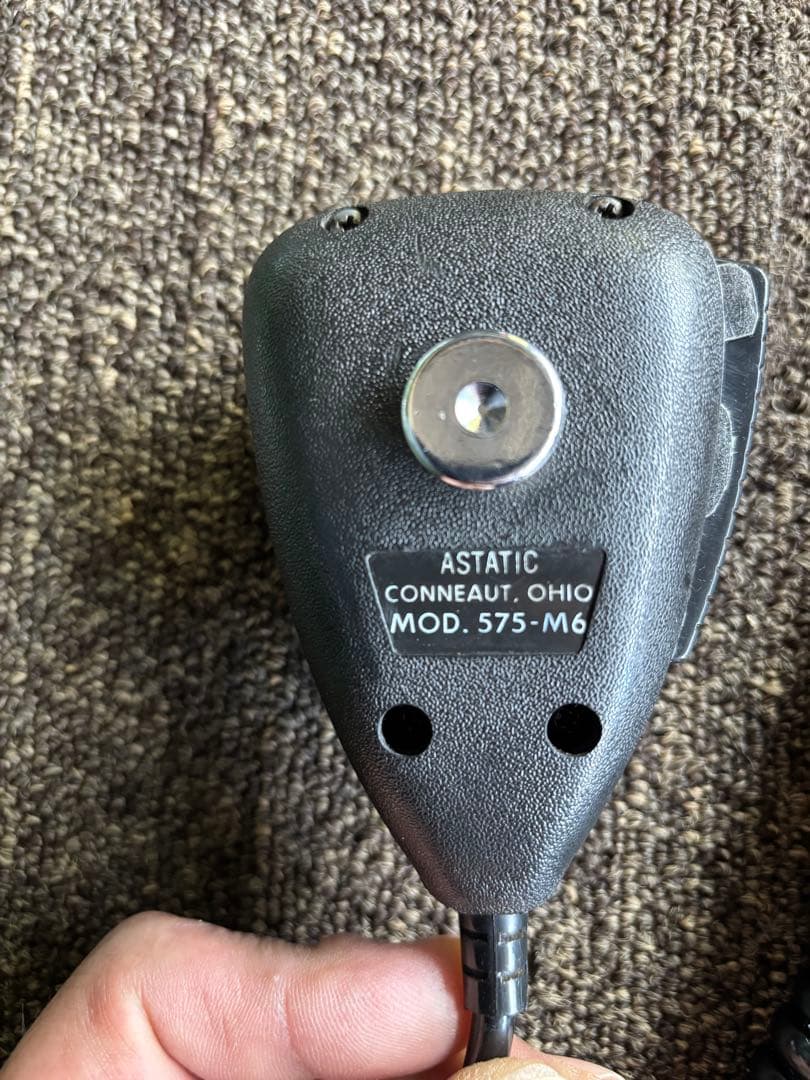 ASTATIC
CONNEAUT, OHIO
MOD. 575-M6